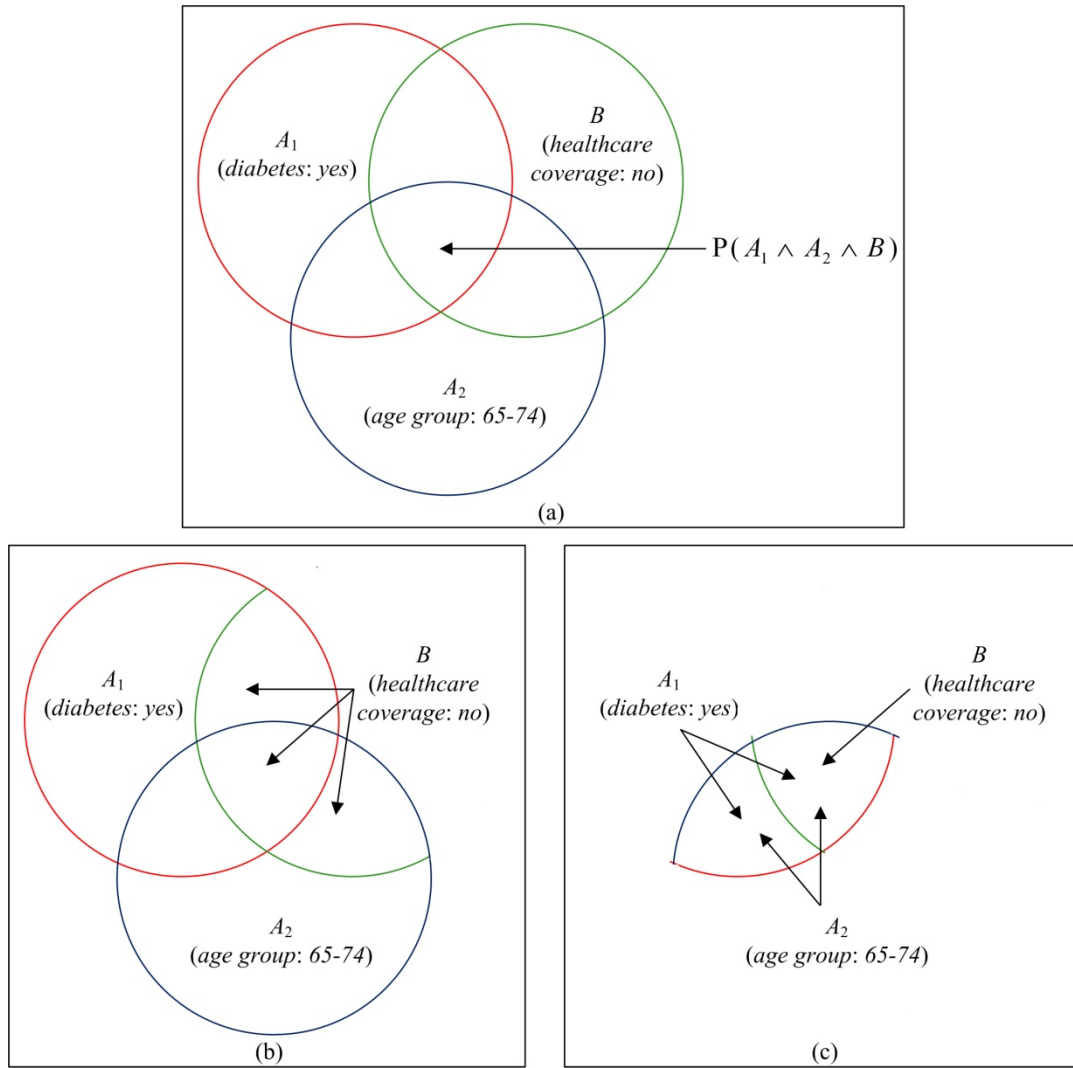 A₁
(diabetes: yes)
B
(healthcare
coverage: no)
P( A₁ ∧ A₂ ∧ B )
A₂
(age group: 65-74)
(a)
A₁
(diabetes: yes)
B
(healthcare
coverage: no)
A₂
(age group: 65-74)
(b)
A₁
(diabetes: yes)
B
(healthcare
coverage: no)
A₂
(age group: 65-74)
(c)